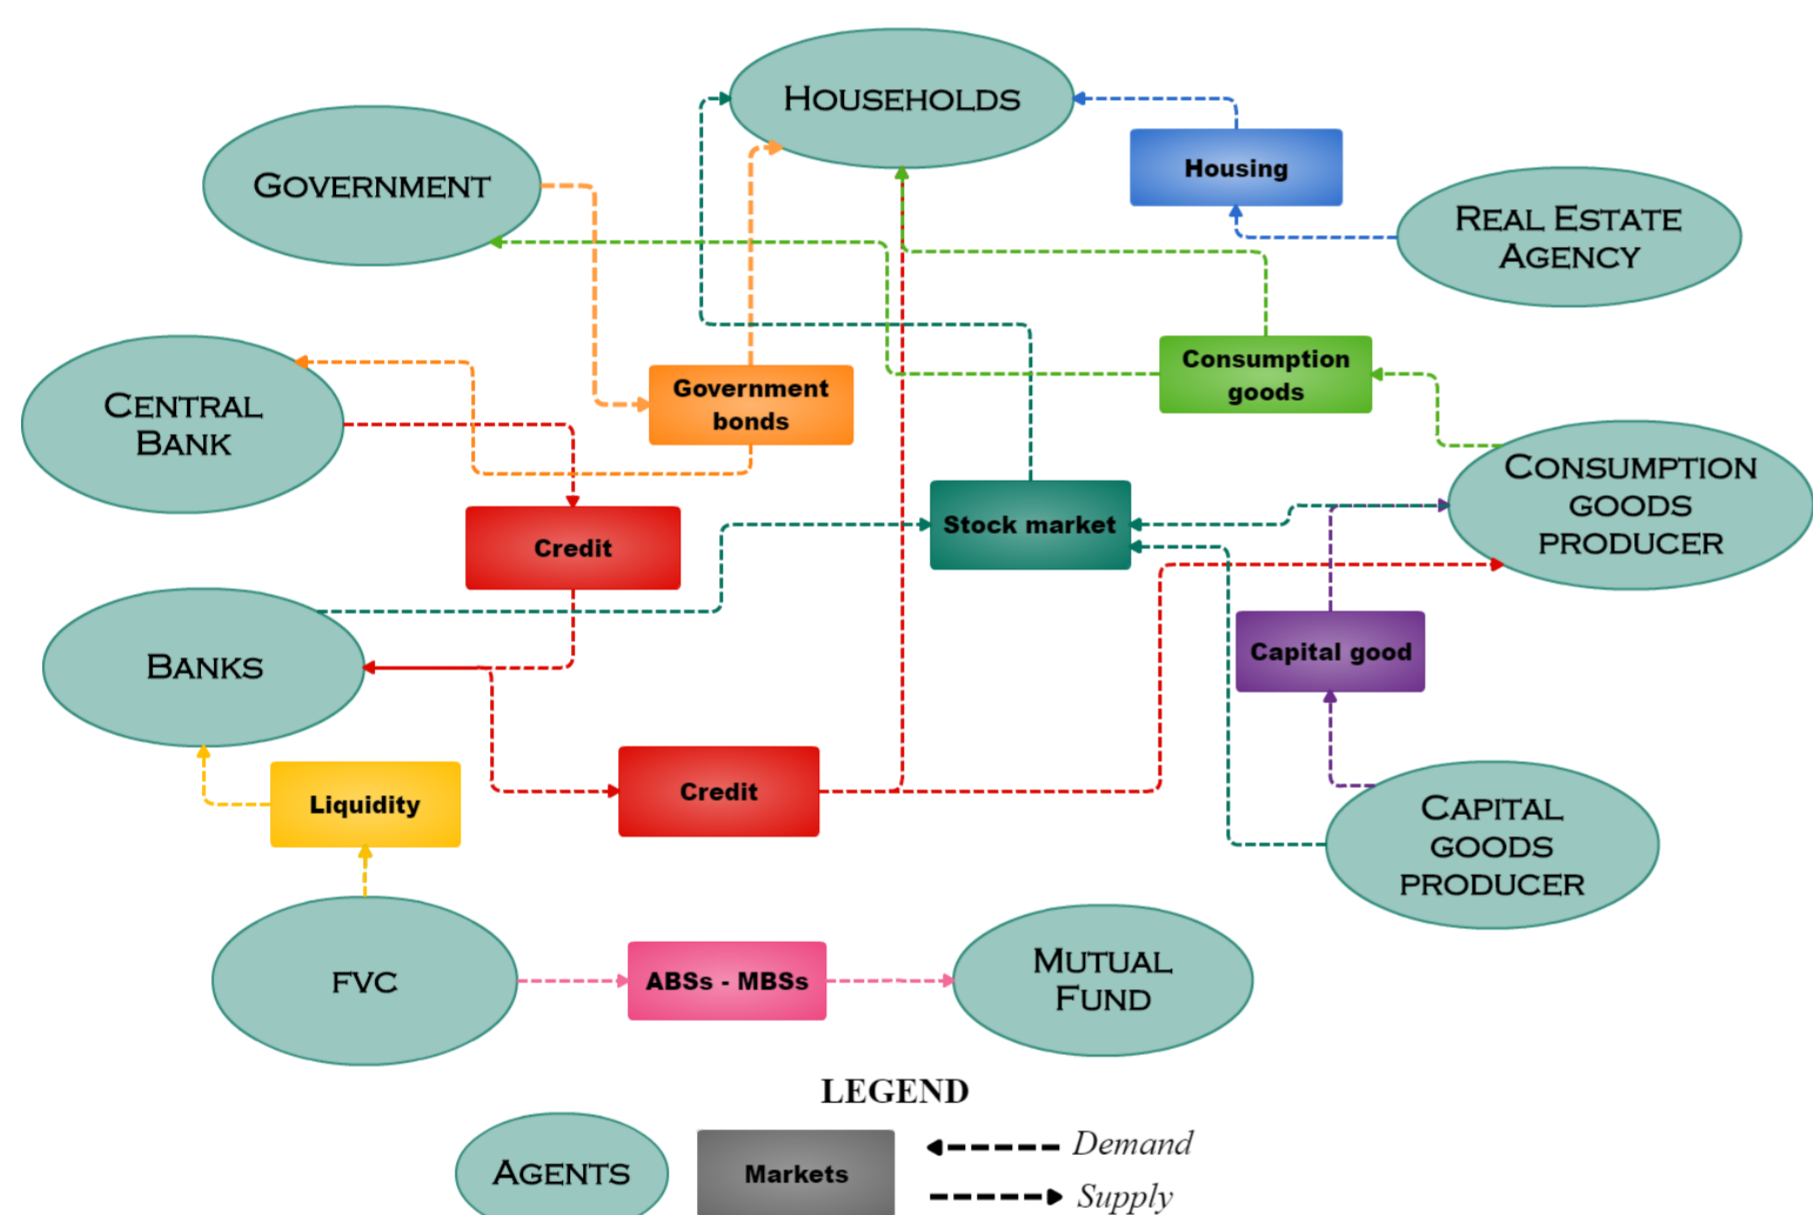 HOUSEHOLDS
GOVERNMENT
Housing
REAL ESTATE
AGENCY
Consumption
goods
Government
bonds
CENTRAL
BANK
CONSUMPTION
GOODS
PRODUCER
Stock market
Credit
Capital good
BANKS
Credit
Liquidity
CAPITAL
GOODS
PRODUCER
FVC
ABSs - MBSs
MUTUAL
FUND
LEGEND
AGENTS
Markets
Demand
Supply